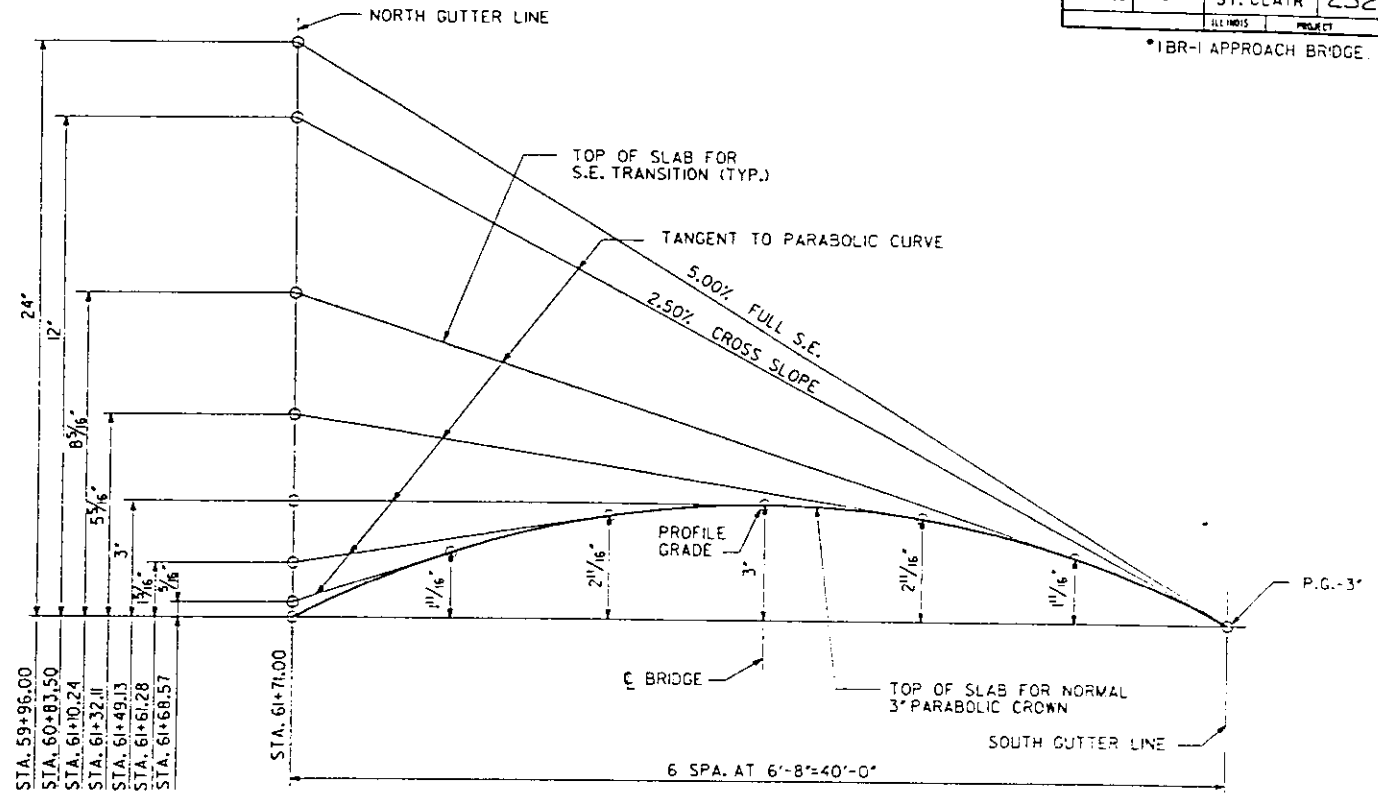 NORTH GUTTER LINE
ST. CLAIR
ILLINOIS PROJECT
*1BR-1 APPROACH BRIDGE
TOP OF SLAB FOR
S.E. TRANSITION (TYP.)
TANGENT TO PARABOLIC CURVE
5.00% FULL S.E.
2.50% CROSS SLOPE
24"
12"
8 5/16"
5 5/16"
3"
1 5/16"
5/16"
PROFILE
GRADE
1 11/16"
2 11/16"
3"
2 11/16"
1 11/16"
P.G.-3"
℄ BRIDGE
TOP OF SLAB FOR NORMAL
3" PARABOLIC CROWN
SOUTH GUTTER LINE
STA. 59+96.00
STA. 60+83.50
STA. 61+10.24
STA. 61+32.11
STA. 61+49.13
STA. 61+61.28
STA. 61+68.57
STA. 61+71.00
6 SPA. AT 6'-8"=40'-0"